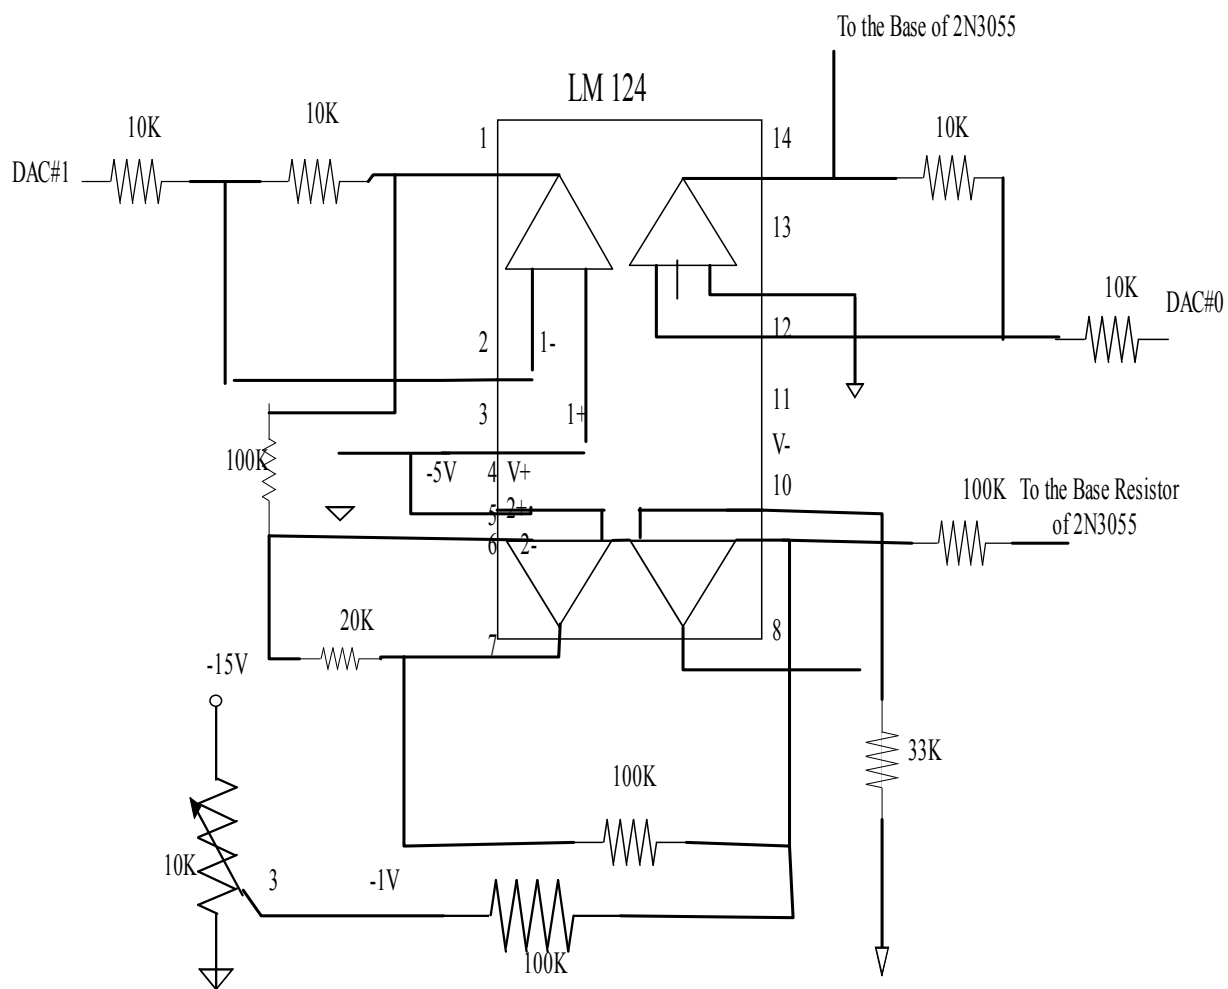 To the Base of 2N3055
LM 124
10K
10K
1
14
10K
DAC#1
13
10K
DAC#0
2
1-
12
3
1+
11
V-
100K
-5V
4
V+
10
5
2+
100K
To the Base Resistor
of 2N3055
6
2-
20K
7
8
-15V
33K
100K
10K
3
-1V
100K